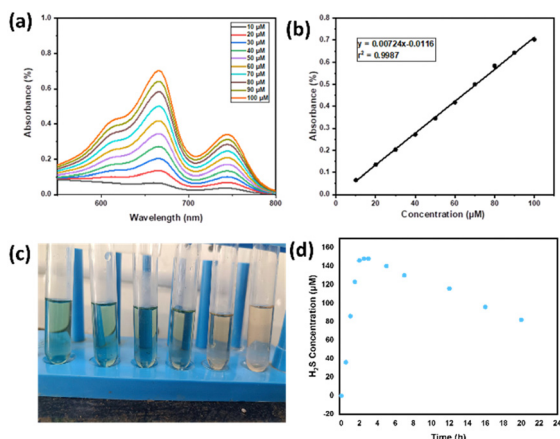 (a)
1.0
0.8
0.6
0.4
0.2
0.0
Absorbance (%)
600
700
800
Wavelength (nm)
10 µM
20 µM
30 µM
40 µM
50 µM
60 µM
70 µM
80 µM
90 µM
100 µM
(b)
0.8
0.7
0.6
0.5
0.4
0.3
0.2
0.1
0.0
Absorbance (%)
y = 0.00724x-0.0116
r² = 0.9987
0
20
40
60
80
100
Concentration (µM)
(c)
(d)
160
140
120
100
80
60
40
20
0
-20
H₂S Concentration (µM)
0 2 4 6 8 10 12 14 16 18 20 22 24
Time (h)